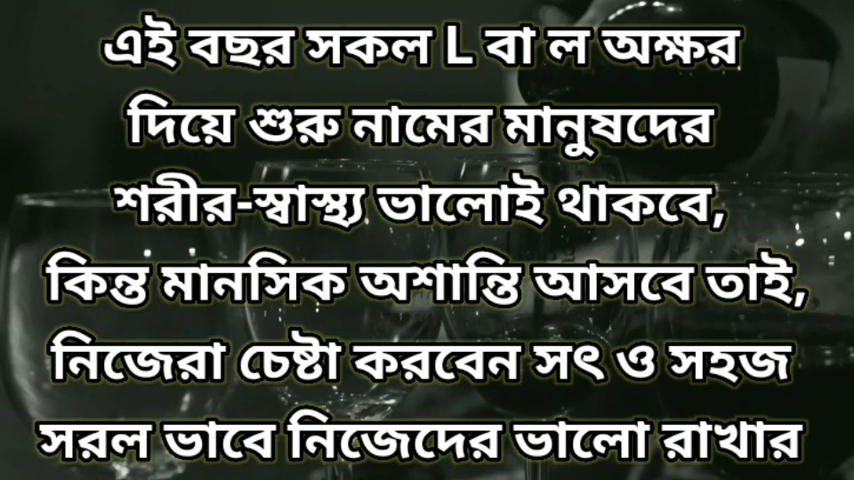 এই বছর সকল L বা ল অক্ষর
দিয়ে শুরু নামের মানুষদের
শরীর-স্বাস্থ্য ভালোই থাকবে,
কিন্ত মানসিক অশান্তি আসবে তাই,
নিজেরা চেষ্টা করবেন সৎ ও সহজ
সরল ভাবে নিজেদের ভালো রাখার